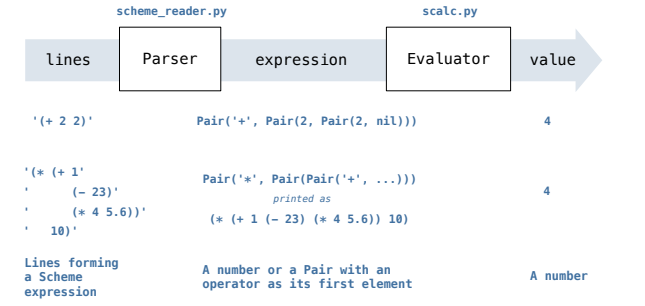 scheme_reader.py scalc.py
lines Parser expression Evaluator value
'(+ 2 2)' Pair('+', Pair(2, Pair(2, nil))) 4
'(* (+ 1'
' (- 23)'
' (* 4 5.6))'
' 10)'
Pair('*', Pair(Pair('+', ...)))
printed as
(* (+ 1 (- 23) (* 4 5.6)) 10)
4
Lines forming
a Scheme
expression
A number or a Pair with an
operator as its first element
A number